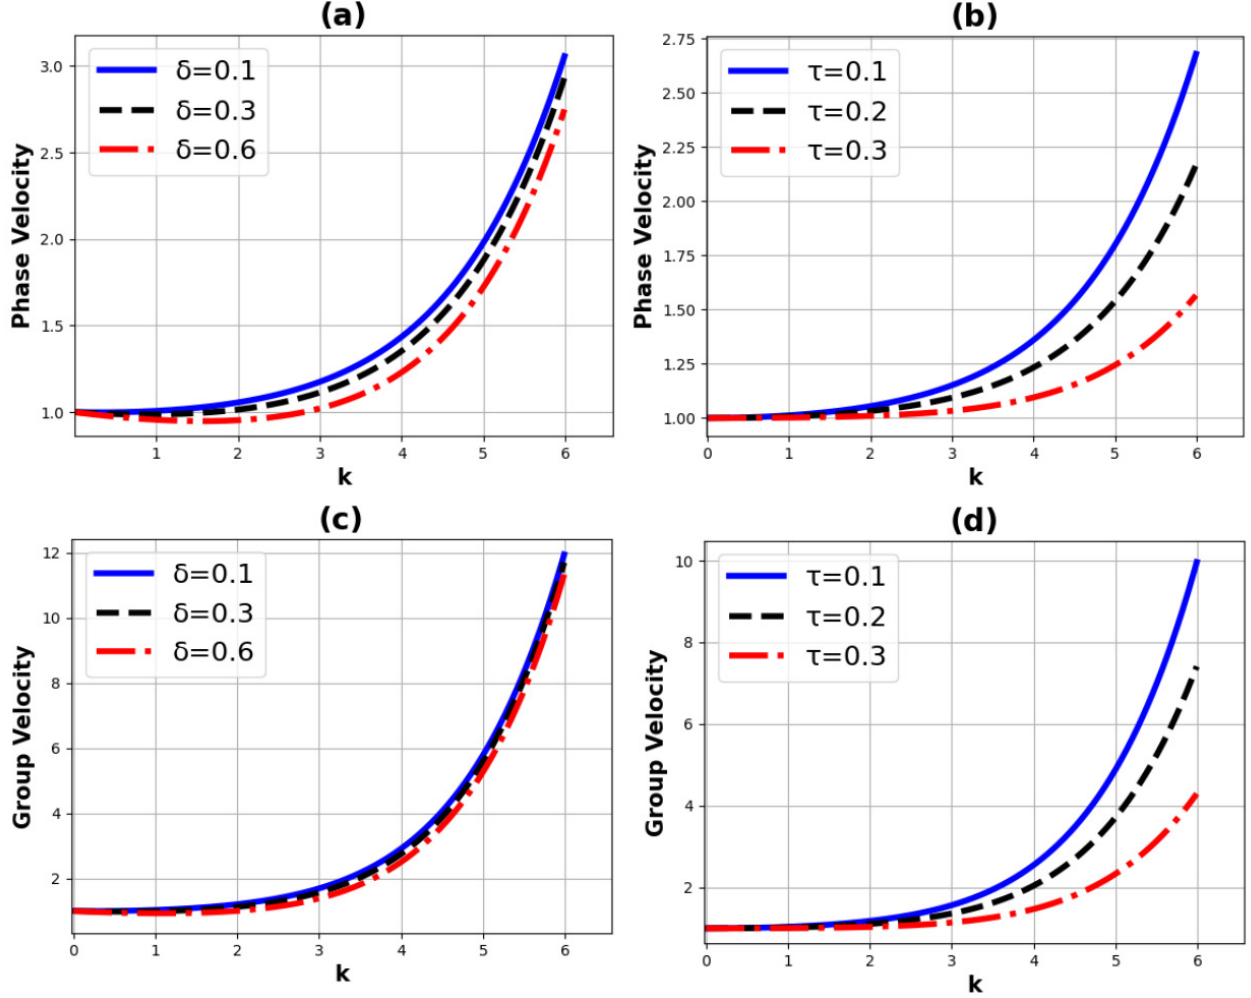 (a)
δ=0.1
δ=0.3
δ=0.6
Phase Velocity
3.0
2.5
2.0
1.5
1.0
1 2 3 4 5 6
k
(b)
τ=0.1
τ=0.2
τ=0.3
Phase Velocity
2.75
2.50
2.25
2.00
1.75
1.50
1.25
1.00
0 1 2 3 4 5 6
k
(c)
δ=0.1
δ=0.3
δ=0.6
Group Velocity
12
10
8
6
4
2
0 1 2 3 4 5 6
k
(d)
τ=0.1
τ=0.2
τ=0.3
Group Velocity
10
8
6
4
2
0 1 2 3 4 5 6
k